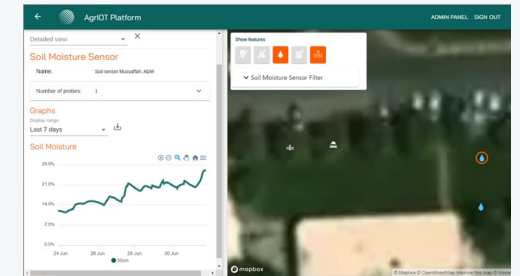 AgrIOT Platform
ADMIN PANEL SIGN OUT
Detailed view
Soil Moisture Sensor
Name: Soil sensor Mussaffah. ADM
Number of probes: 1
Graphs
Display range
Last 7 days
Soil Moisture
28.0%
21.0%
14.0%
7.0%
0.0%
24 Jun 26 Jun 28 Jun 30 Jun
30cm
Show features
Soil Moisture Sensor Filter
mapbox
© Mapbox © OpenStreetMap Improve this map © Maxar